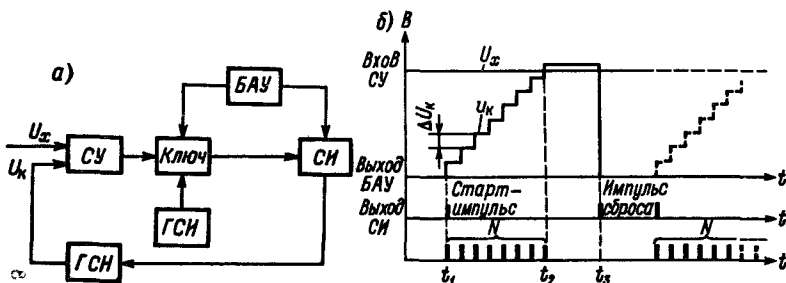 а)
БАУ
Uх
Uк
СУ
Ключ
СИ
ГСИ
ГСН
б) В
Вход СУ
Uх
ΔUк
uк
t
Выход БАУ
Старт-импульс
Импульс сброса
t
Выход СИ
N
N
t₁
t₂
t₃
t